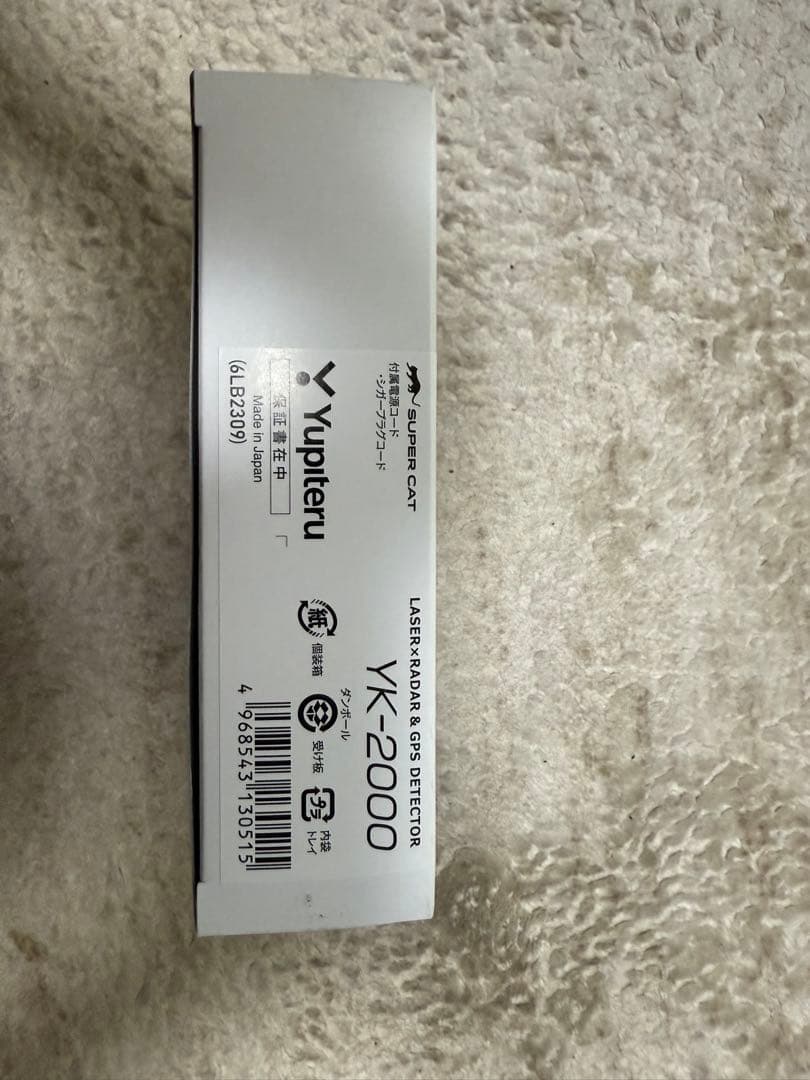 SUPER CAT
付属電源コード
・シガープラグコード
Yupiteru
保証書在中
Made in Japan
(6LB2309)
LASER×RADAR & GPS DETECTOR
YK-2000
ダンボール
紙
個装箱
受け板
プラ
内袋
トレイ
4 968543 130515